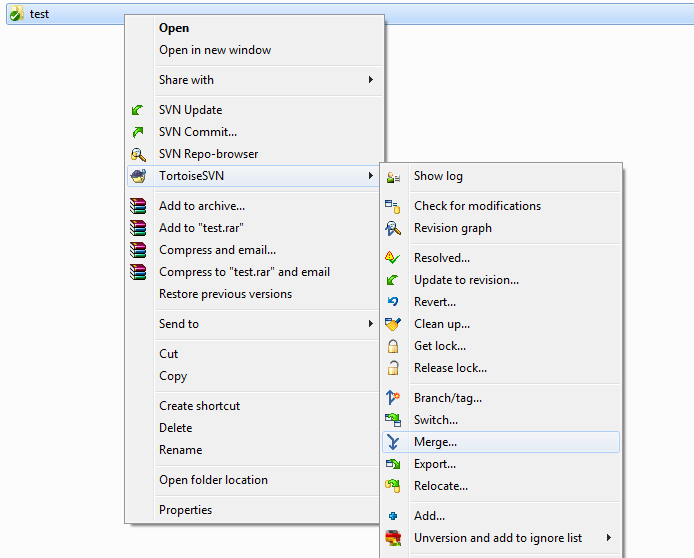 test
Open
Open in new window
Share with
SVN Update
SVN Commit...
SVN Repo-browser
TortoiseSVN
Add to archive...
Add to "test.rar"
Compress and email...
Compress to "test.rar" and email
Restore previous versions
Send to
Cut
Copy
Create shortcut
Delete
Rename
Open folder location
Properties
Show log
Check for modifications
Revision graph
Resolved...
Update to revision...
Revert...
Clean up...
Get lock...
Release lock...
Branch/tag...
Switch...
Merge...
Export...
Relocate...
Add...
Unversion and add to ignore list